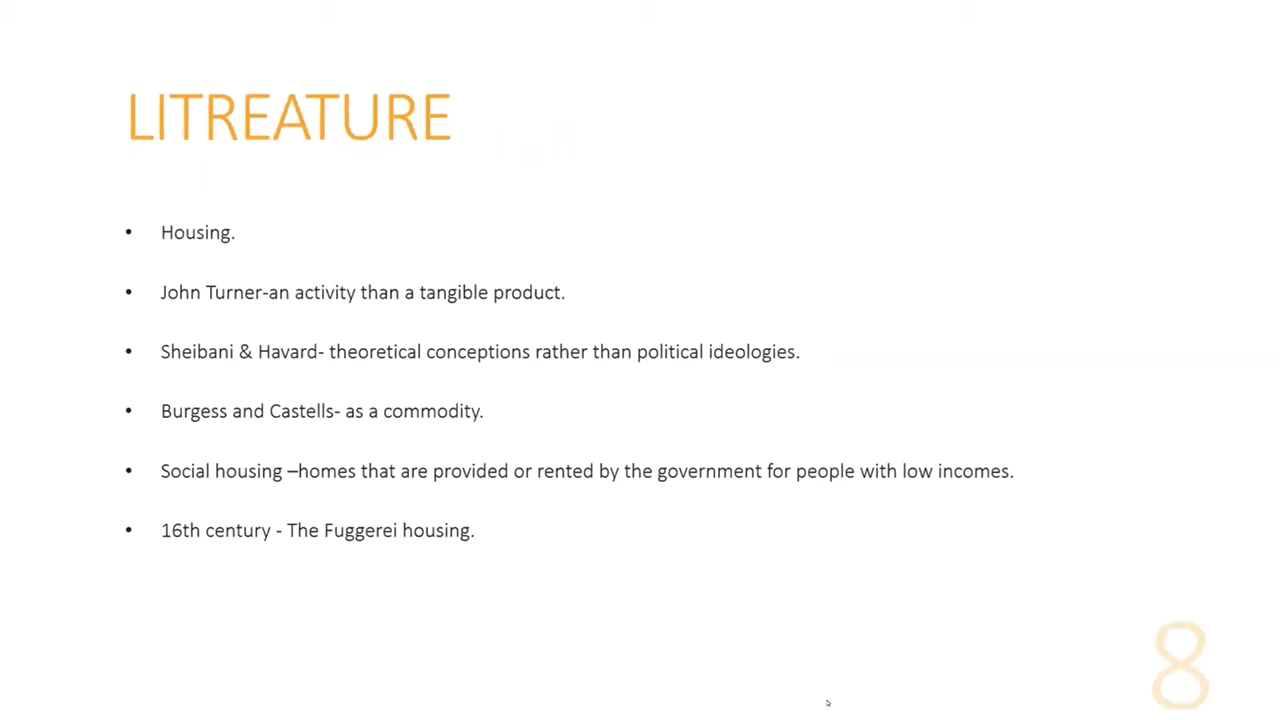 LITREATURE
• Housing.
• John Turner-an activity than a tangible product.
• Sheibani & Havard- theoretical conceptions rather than political ideologies.
• Burgess and Castells- as a commodity.
• Social housing –homes that are provided or rented by the government for people with low incomes.
• 16th century - The Fuggerei housing.
8